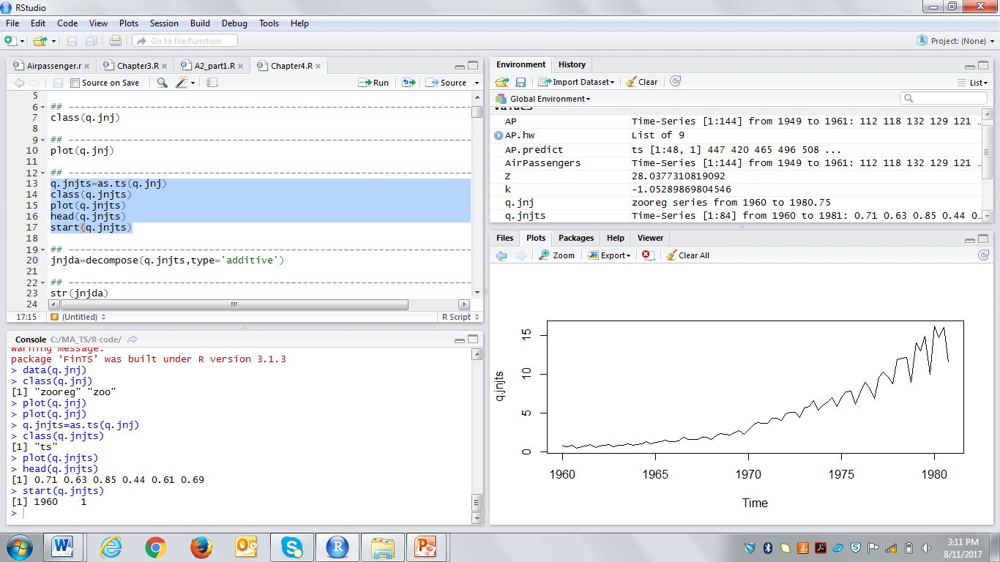 RStudio
File Edit Code View Plots Session Build Debug Tools Help
Go to file/function
Project: (None)
Airpassenger.r
Chapter3.R
A2_part1.R
Chapter4.R
Source on Save
Run
Source
5
6 ## ---------------------------------------------------------------------
7 class(q.jnj)
8
9 ## ---------------------------------------------------------------------
10 plot(q.jnj)
11
12 ## ---------------------------------------------------------------------
13 q.jnjts=as.ts(q.jnj)
14 class(q.jnjts)
15 plot(q.jnjts)
16 head(q.jnjts)
17 start(q.jnjts)
18
19 ## ---------------------------------------------------------------------
20 jnjda=decompose(q.jnjts,type='additive')
21
22 ## ---------------------------------------------------------------------
23 str(jnjda)
24
17:15 # (Untitled) R Script
Console C:/MA_TS/R-code/
Warning message:
package ‘FinTS’ was built under R version 3.1.3
> data(q.jnj)
> class(q.jnj)
[1] "zooreg" "zoo"
> plot(q.jnj)
> plot(q.jnj)
> q.jnjts=as.ts(q.jnj)
> class(q.jnjts)
[1] "ts"
> plot(q.jnjts)
> head(q.jnjts)
[1] 0.71 0.63 0.85 0.44 0.61 0.69
> start(q.jnjts)
[1] 1960    1
>
Environment History
Import Dataset Clear List
Global Environment
Values
AP Time-Series [1:144] from 1949 to 1961: 112 118 132 129 121 …
AP.hw List of 9
AP.predict ts [1:48, 1] 447 420 465 496 508 ...
AirPassengers Time-Series [1:144] from 1949 to 1961: 112 118 132 129 121 …
Z 28.0377310819092
k -1.05289869804546
q.jnj zooreg series from 1960 to 1980.75
q.jnjts Time-Series [1:84] from 1960 to 1981: 0.71 0.63 0.85 0.44 0…
Files Plots Packages Help Viewer
Zoom Export Clear All
q.jnjts
15
10
5
0
1960 1965 1970 1975 1980
Time
3:11 PM
8/11/2017